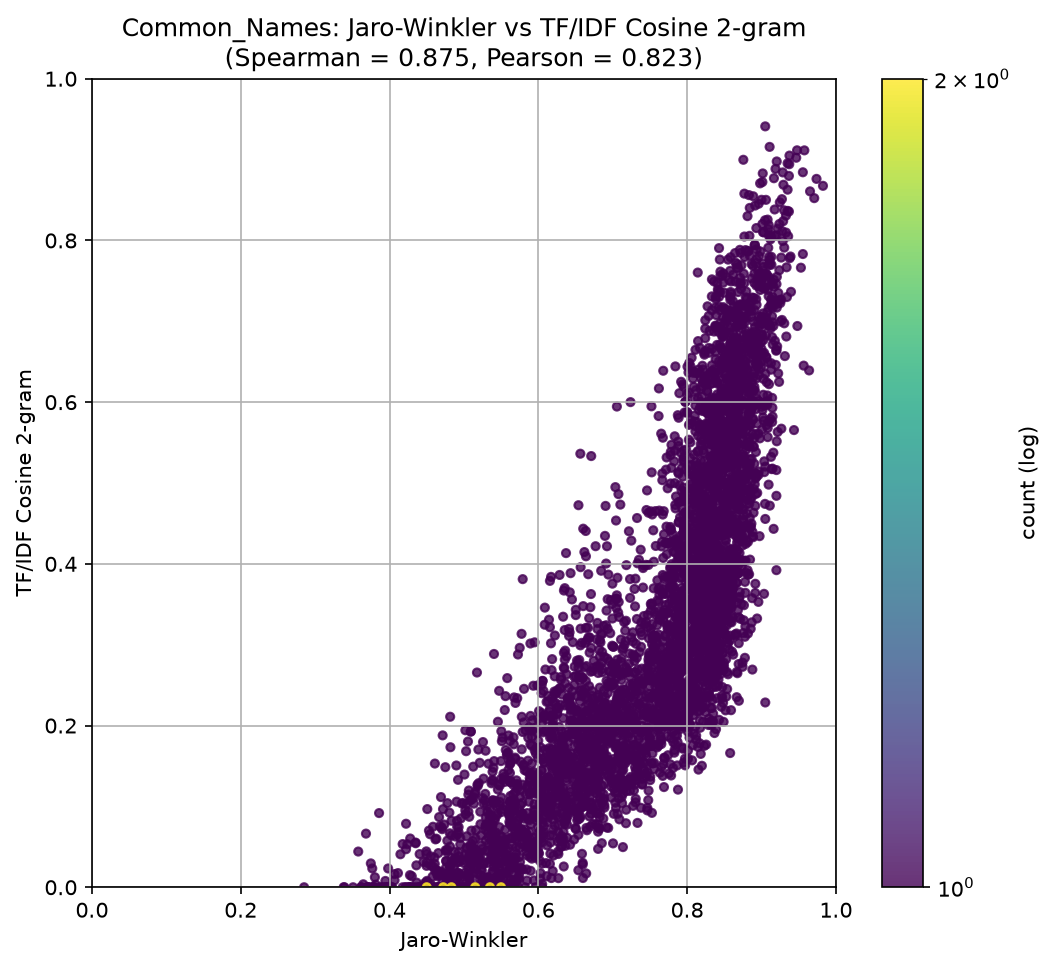 Common_Names: Jaro-Winkler vs TF/IDF Cosine 2-gram
(Spearman = 0.875, Pearson = 0.823)
1.0
0.8
0.6
0.4
0.2
0.0
TF/IDF Cosine 2-gram
0.0 0.2 0.4 0.6 0.8 1.0
Jaro-Winkler
2 × 10⁰
10⁰
count (log)